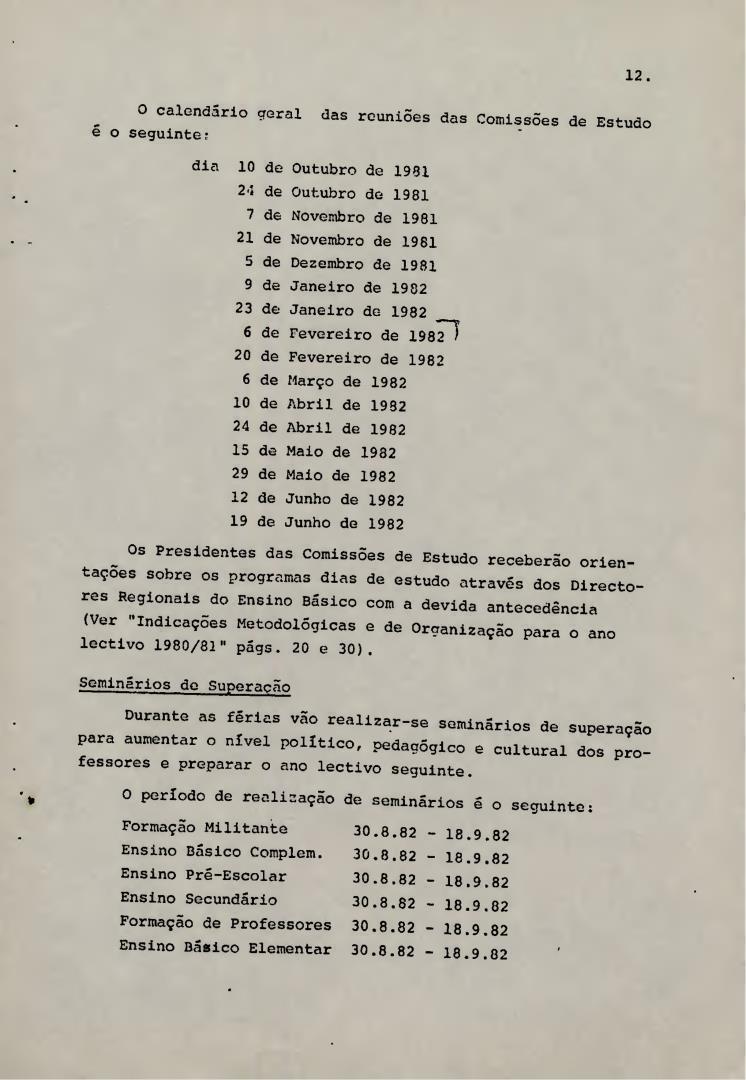 12.
O calendário geral das reuniões das Comissões de Estudo
é o seguinte:
dia 10 de Outubro de 1981
24 de Outubro de 1981
7 de Novembro de 1981
21 de Novembro de 1981
5 de Dezembro de 1981
9 de Janeiro de 1982
23 de Janeiro de 1982
6 de Fevereiro de 1982
20 de Fevereiro de 1982
6 de Março de 1982
10 de Abril de 1982
24 de Abril de 1982
15 de Maio de 1982
29 de Maio de 1982
12 de Junho de 1982
19 de Junho de 1982
Os Presidentes das Comissões de Estudo receberão orien-
tações sobre os programas dias de estudo através dos Directo-
res Regionais do Ensino Básico com a devida antecedência
(Ver "Indicações Metodológicas e de Organização para o ano
lectivo 1980/81" págs. 20 e 30).
Seminários de Superação
Durante as férias vão realizar-se seminários de superação
para aumentar o nível político, pedagógico e cultural dos pro-
fessores e preparar o ano lectivo seguinte.
O período de realização de seminários é o seguinte:
Formação Militante 30.8.82 - 18.9.82
Ensino Básico Complem. 30.8.82 - 18.9.82
Ensino Pré-Escolar 30.8.82 - 18.9.82
Ensino Secundário 30.8.82 - 18.9.82
Formação de Professores 30.8.82 - 18.9.82
Ensino Básico Elementar 30.8.82 - 18.9.82